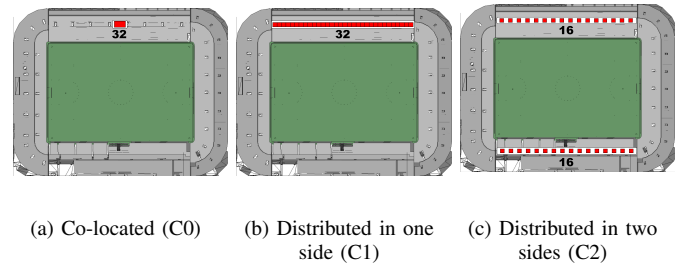 32
32
16
16
(a) Co-located (C0)
(b) Distributed in one
side (C1)
(c) Distributed in two
sides (C2)